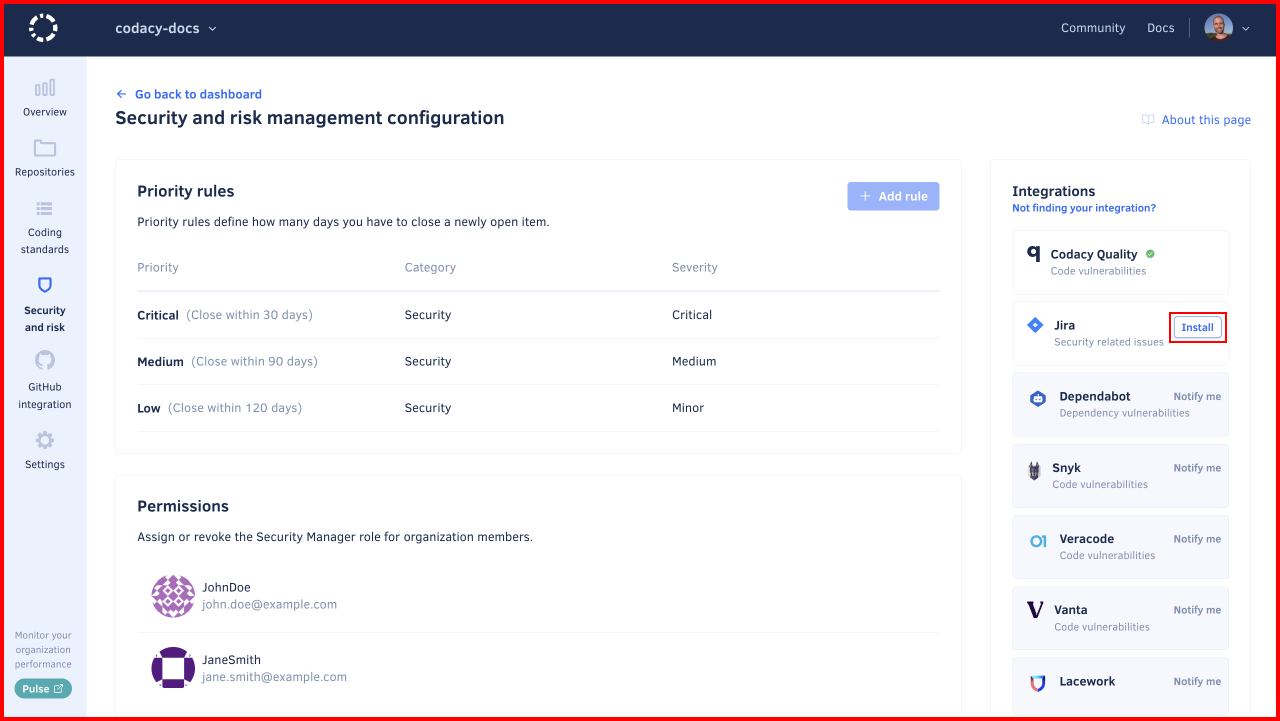 codacy-docs
Community
Docs
Overview
Repositories
Coding
standards
Security
and risk
GitHub
integration
Settings
Monitor your
organization
performance
Pulse
Go back to dashboard
Security and risk management configuration
About this page
Priority rules
Add rule
Priority rules define how many days you have to close a newly open item.
Priority Category Severity
Critical (Close within 30 days) Security Critical
Medium (Close within 90 days) Security Medium
Low (Close within 120 days) Security Minor
Permissions
Assign or revoke the Security Manager role for organization members.
JohnDoe
john.doe@example.com
JaneSmith
jane.smith@example.com
Integrations
Not finding your integration?
Codacy Quality
Code vulnerabilities
Jira
Install
Security related issues
Dependabot Notify me
Dependency vulnerabilities
Snyk Notify me
Code vulnerabilities
Veracode Notify me
Code vulnerabilities
Vanta Notify me
Code vulnerabilities
Lacework Notify me